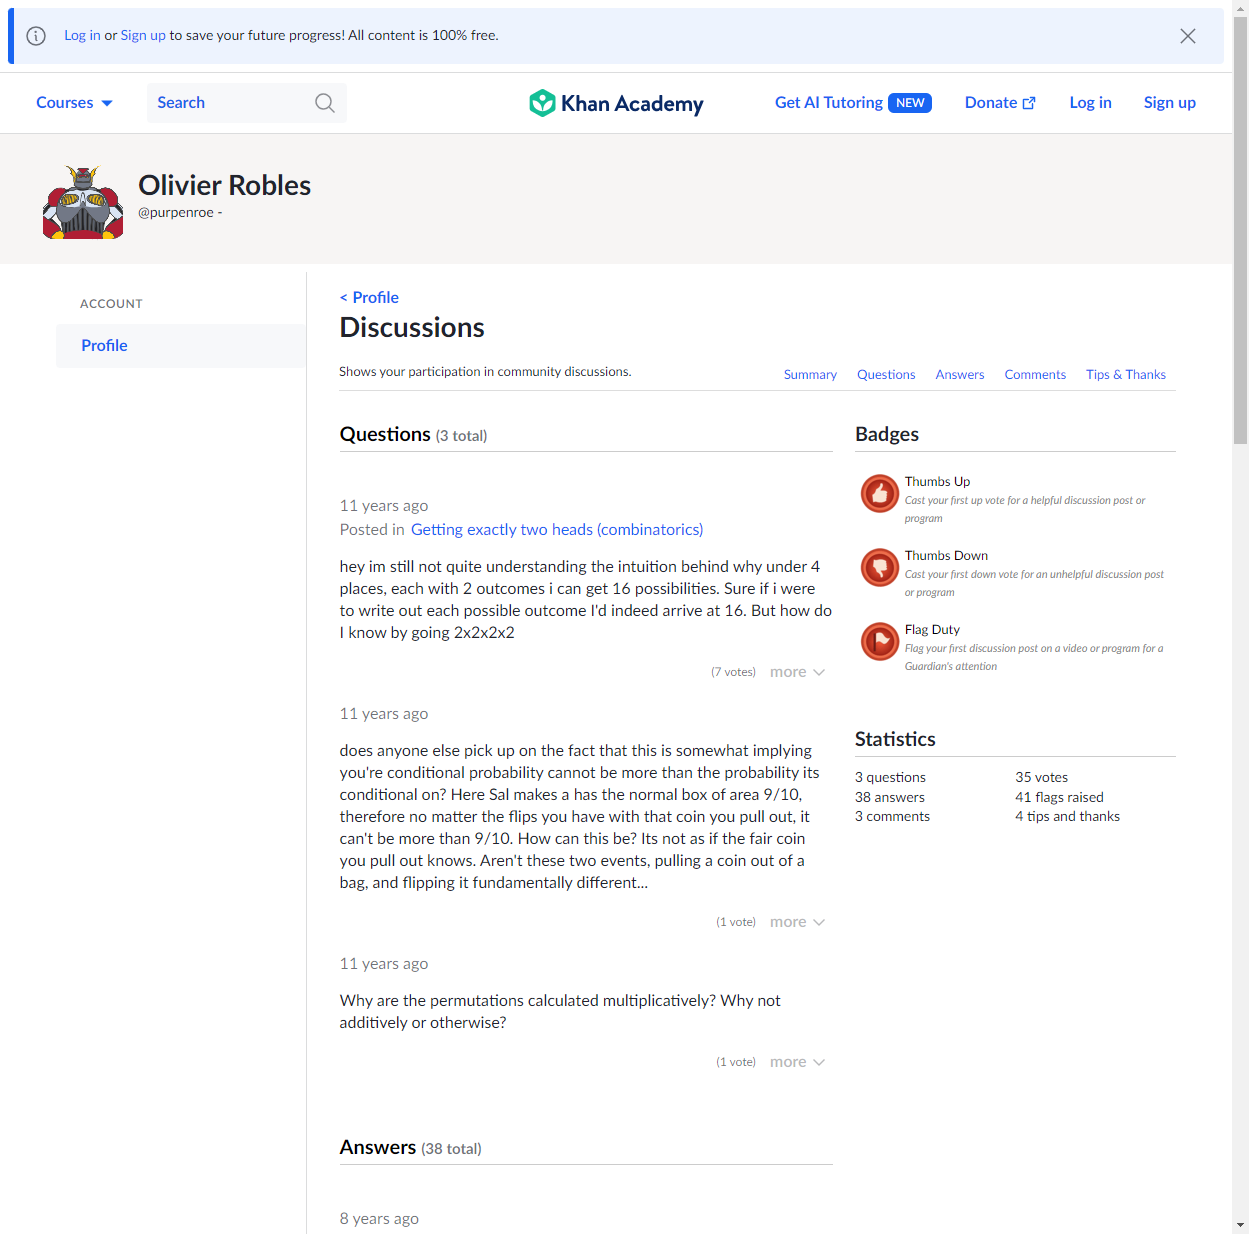 Log in or Sign up to save your future progress! All content is 100% free.
Courses
Search
Khan Academy
Get AI Tutoring NEW
Donate
Log in
Sign up
Olivier Robles
@purpenroe -
ACCOUNT
Profile
< Profile
Discussions
Shows your participation in community discussions.
Summary
Questions
Answers
Comments
Tips & Thanks
Questions (3 total)
11 years ago
Posted in Getting exactly two heads (combinatorics)
hey im still not quite understanding the intuition behind why under 4
places, each with 2 outcomes i can get 16 possibilities. Sure if i were
to write out each possible outcome I'd indeed arrive at 16. But how do
I know by going 2x2x2x2
(7 votes) more
11 years ago
does anyone else pick up on the fact that this is somewhat implying
you're conditional probability cannot be more than the probability its
conditional on? Here Sal makes a has the normal box of area 9/10,
therefore no matter the flips you have with that coin you pull out, it
can't be more than 9/10. How can this be? Its not as if the fair coin
you pull out knows. Aren't these two events, pulling a coin out of a
bag, and flipping it fundamentally different...
(1 vote) more
11 years ago
Why are the permutations calculated multiplicatively? Why not
additively or otherwise?
(1 vote) more
Answers (38 total)
8 years ago
Badges
Thumbs Up
Cast your first up vote for a helpful discussion post or
program
Thumbs Down
Cast your first down vote for an unhelpful discussion post
or program
Flag Duty
Flag your first discussion post on a video or program for a
Guardian's attention
Statistics
3 questions
35 votes
38 answers
41 flags raised
3 comments
4 tips and thanks